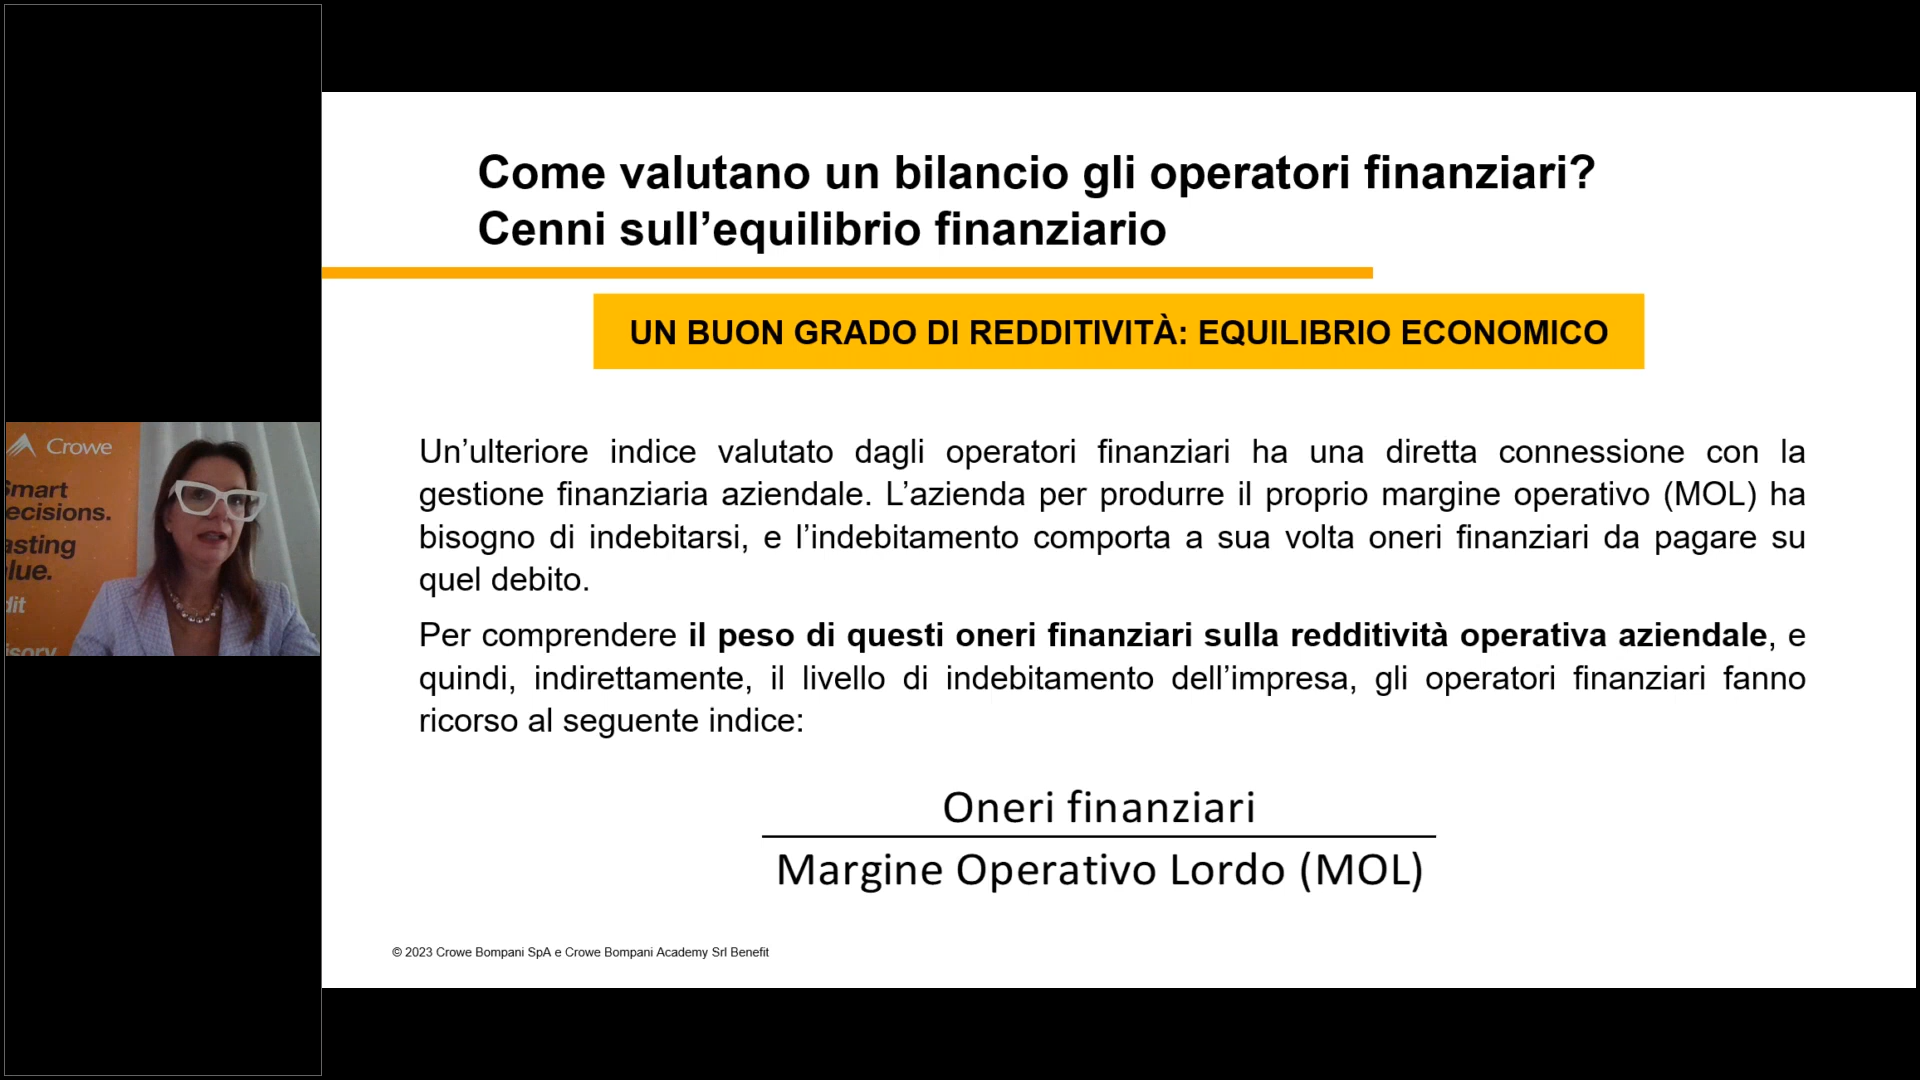 Crowe
Smart
ecisions.
asting
lue.
dit
isory
Come valutano un bilancio gli operatori finanziari?
Cenni sull’equilibrio finanziario
UN BUON GRADO DI REDDITIVITÀ: EQUILIBRIO ECONOMICO
Un’ulteriore indice valutato dagli operatori finanziari ha una diretta connessione con la
gestione finanziaria aziendale. L’azienda per produrre il proprio margine operativo (MOL) ha
bisogno di indebitarsi, e l’indebitamento comporta a sua volta oneri finanziari da pagare su
quel debito.
Per comprendere il peso di questi oneri finanziari sulla redditività operativa aziendale, e
quindi, indirettamente, il livello di indebitamento dell’impresa, gli operatori finanziari fanno
ricorso al seguente indice:
Oneri finanziari
Margine Operativo Lordo (MOL)
© 2023 Crowe Bompani SpA e Crowe Bompani Academy Srl Benefit